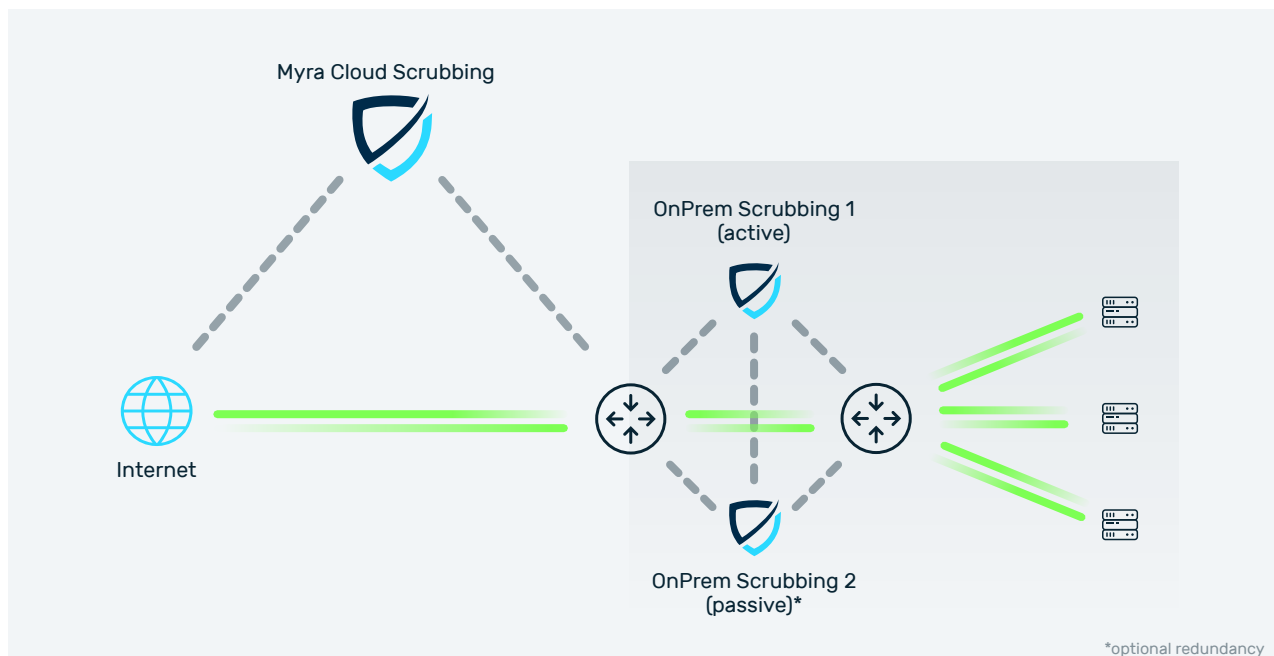 Myra Cloud Scrubbing
OnPrem Scrubbing 1
(active)
Internet
OnPrem Scrubbing 2
(passive)*
*optional redundancy